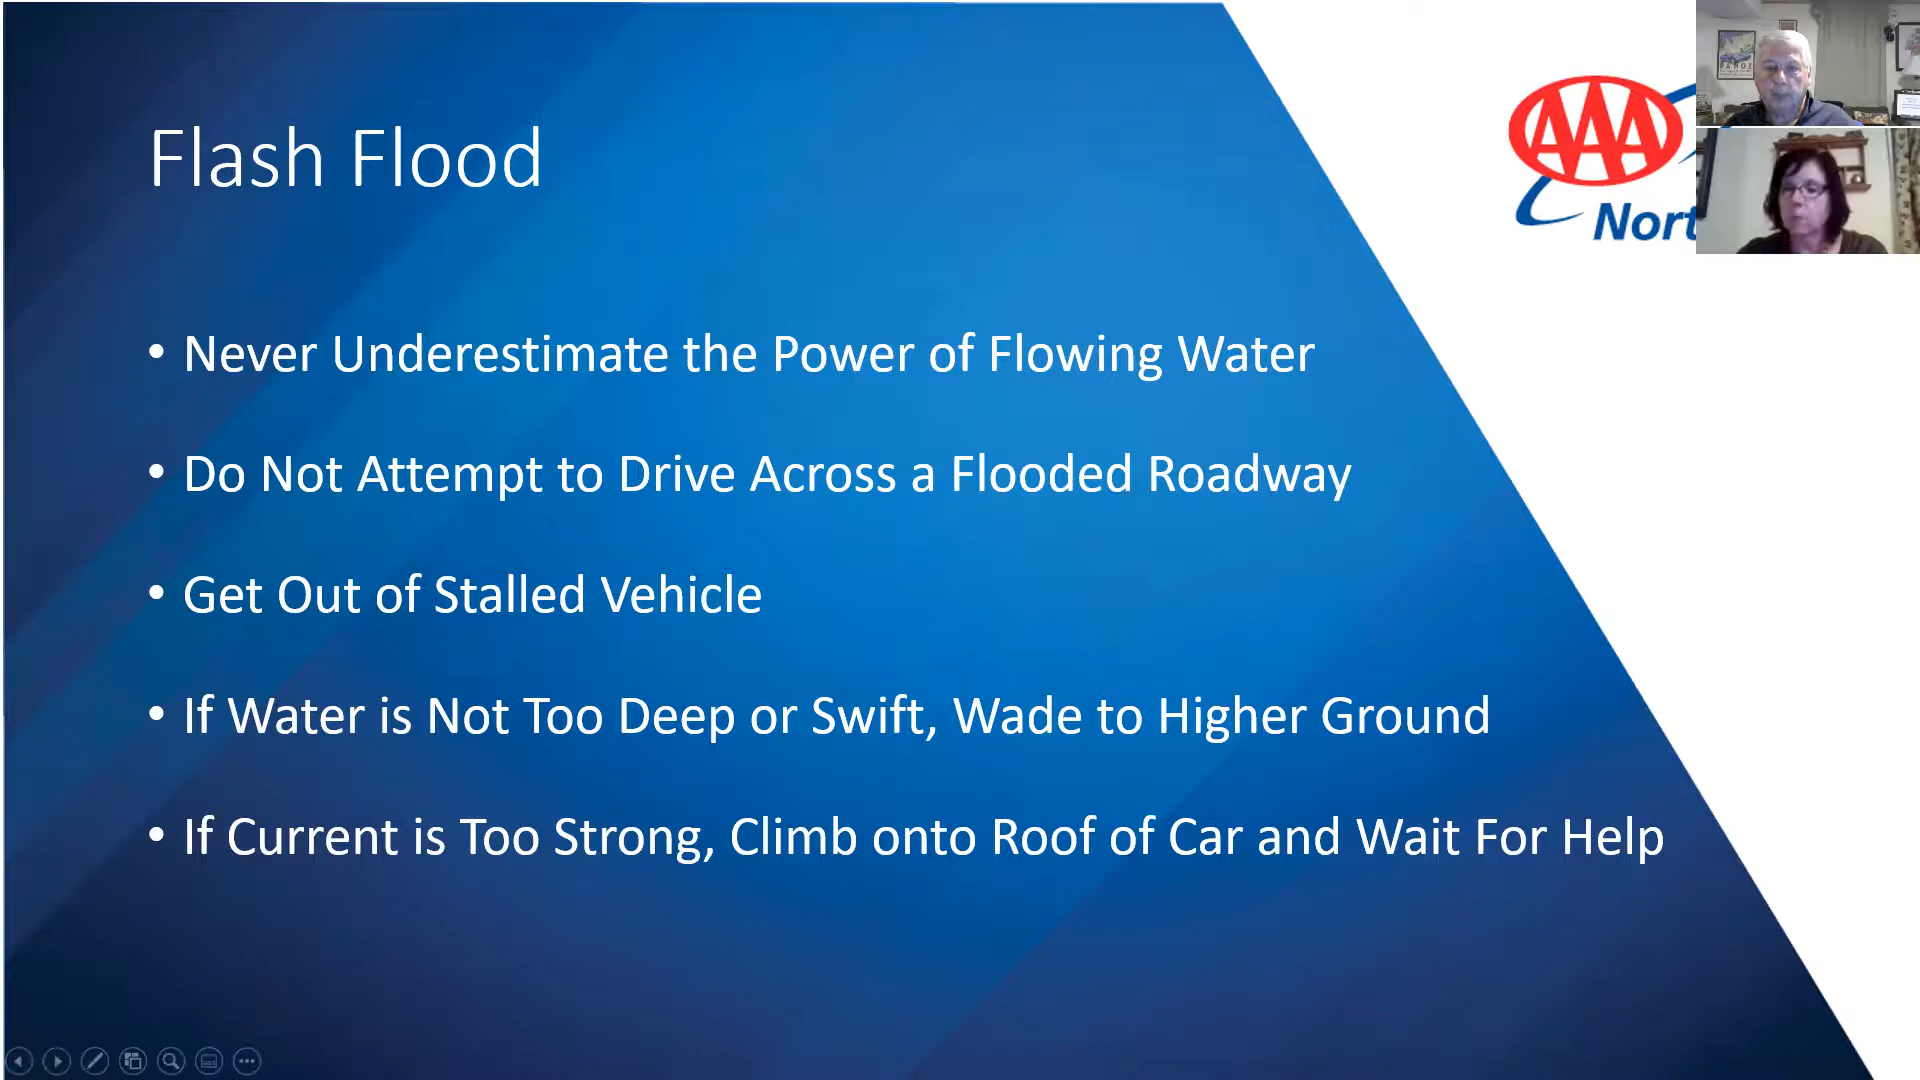 Flash Flood
AAA
Nort
• Never Underestimate the Power of Flowing Water
• Do Not Attempt to Drive Across a Flooded Roadway
• Get Out of Stalled Vehicle
• If Water is Not Too Deep or Swift, Wade to Higher Ground
• If Current is Too Strong, Climb onto Roof of Car and Wait For Help